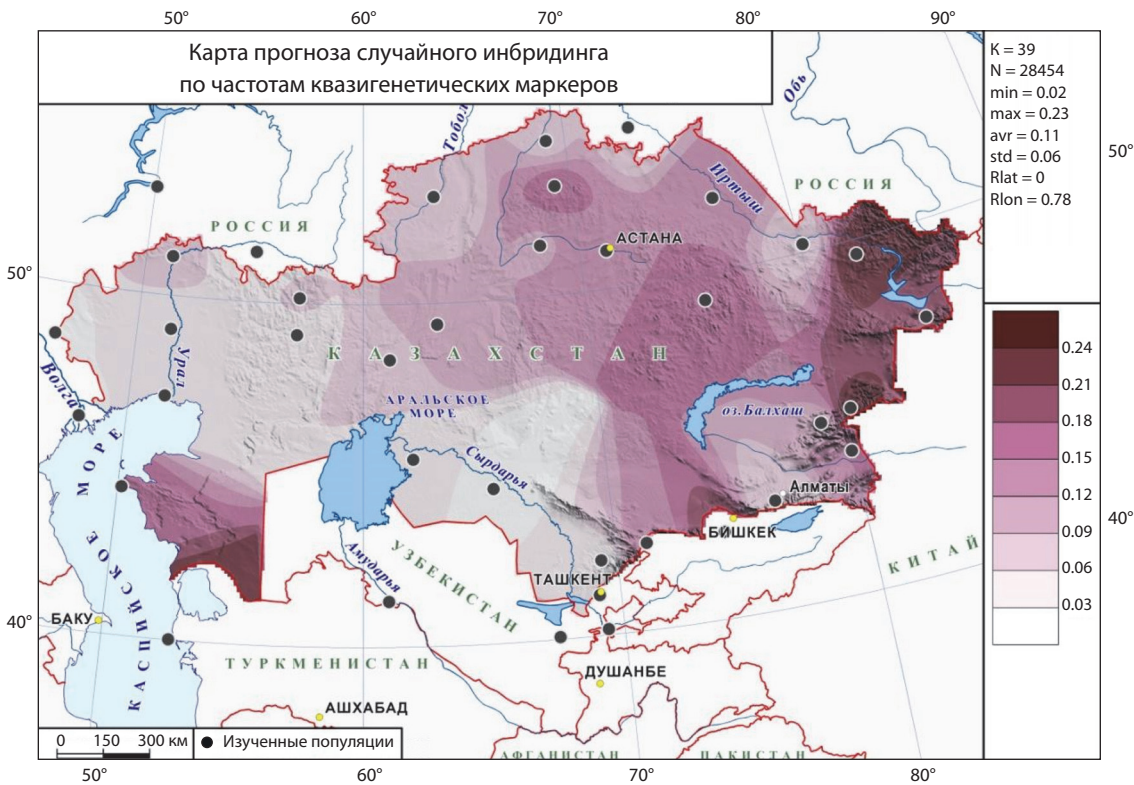 50°
60°
70°
80°
90°
Карта прогноза случайного инбридинга
по частотам квазигенетических маркеров
K = 39
N = 28454
min = 0.02
max = 0.23
avr = 0.11
std = 0.06
Rlat = 0
Rlon = 0.78
Обь
Тобол
Иртыш
РОССИЯ
50°
РОССИЯ
АСТАНА
50°
Урал
Волга
КАЗАХСТАН
АРАЛЬСКОЕ
МОРЕ
оз.Балхаш
Сырдарья
Алматы
БИШКЕК
КАСПИЙСКОЕ МОРЕ
Амударья
УЗБЕКИСТАН
ТАШКЕНТ
КИТАЙ
40°
40°
БАКУ
ТУРКМЕНИСТАН
ДУШАНБЕ
АШХАБАД
АФГАНИСТАН
ПАКИСТАН
0.24
0.21
0.18
0.15
0.12
0.09
0.06
0.03
0 150 300 км
Изученные популяции
50°
60°
70°
80°